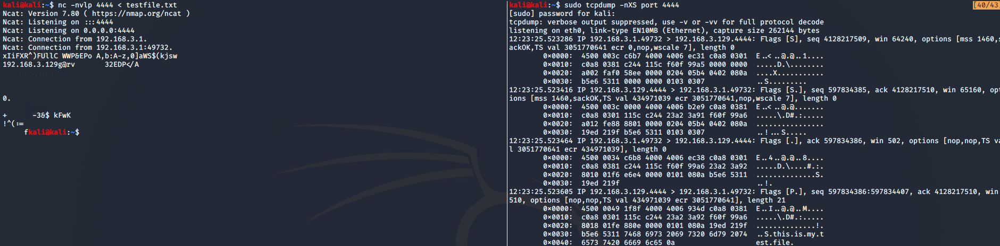 kali@kali:~$ nc -nvlp 4444 < testfile.txt
Ncat: Version 7.80 ( https://nmap.org/ncat )
Ncat: Listening on :::4444
Ncat: Listening on 0.0.0.0:4444
Ncat: Connection from 192.168.3.1.
Ncat: Connection from 192.168.3.1:49732.
xIiFXR^)FUllC WWP&EPo A,b:A-z,0]aWS$(kjsw
192.168.3.129g@rv       32EDP</A
File System
0.
+      -3&$ kFwK
!^(:=
     fkali@kali:~$
kali@kali:~$ sudo tcpdump -nXS port 4444
[40/43]
[sudo] password for kali:
tcpdump: verbose output suppressed, use -v or -vv for full protocol decode
listening on eth0, link-type EN10MB (Ethernet), capture size 262144 bytes
12:23:25.523286 IP 192.168.3.1.49732 > 192.168.3.129.4444: Flags [S], seq 4128217509, win 64240, options [mss 1460,s
ackOK,TS val 3051770641 ecr 0,nop,wscale 7], length 0
        0x0000:  4500 003c c6b7 4000 4006 ec31 c0a8 0301  E..<..@.@..1....
        0x0010:  c0a8 0381 c244 115c f60f 99a5 0000 0000  .....D.\........
        0x0020:  a002 faf0 58ee 0000 0204 05b4 0402 080a  ....X...........
        0x0030:  b5e6 5311 0000 0000 0103 0307            ..S.........
12:23:25.523416 IP 192.168.3.129.4444 > 192.168.3.1.49732: Flags [S.], seq 597834385, ack 4128217510, win 65160, opt
ions [mss 1460,sackOK,TS val 434971039 ecr 3051770641,nop,wscale 7], length 0
        0x0000:  4500 003c 0000 4000 4006 b2e9 c0a8 0381  E..<..@.@.......
        0x0010:  c0a8 0301 115c c244 23a2 3a91 f60f 99a6  .....\.D#.:.....
        0x0020:  a012 fe88 8801 0000 0204 05b4 0402 080a  ................
        0x0030:  19ed 219f b5e6 5311 0103 0307            ..!...S.....
12:23:25.523464 IP 192.168.3.1.49732 > 192.168.3.129.4444: Flags [.], ack 597834386, win 502, options [nop,nop,TS va
l 3051770641 ecr 434971039], length 0
        0x0000:  4500 0034 c6b8 4000 4006 ec38 c0a8 0301  E..4..@.@..8....
        0x0010:  c0a8 0381 c244 115c f60f 99a6 23a2 3a92  .....D.\....#.:.
        0x0020:  8010 01f6 e6e4 0000 0101 080a b5e6 5311  ..............S.
        0x0030:  19ed 219f                                ..!.
12:23:25.523605 IP 192.168.3.129.4444 > 192.168.3.1.49732: Flags [P.], seq 597834386:597834407, ack 4128217510, win
510, options [nop,nop,TS val 434971039 ecr 3051770641], length 21
        0x0000:  4500 0049 1f8f 4000 4006 934d c0a8 0381  E..I..@.@..M....
        0x0010:  c0a8 0301 115c c244 23a2 3a92 f60f 99a6  .....\.D#.:.....
        0x0020:  8018 01fe 880e 0000 0101 080a 19ed 219f  ..............!.
        0x0030:  b5e6 5311 7468 6973 2069 7320 6d79 2074  ..S.this.is.my.t
        0x0040:  6573 7420 6669 6c65 0a                   est.file.